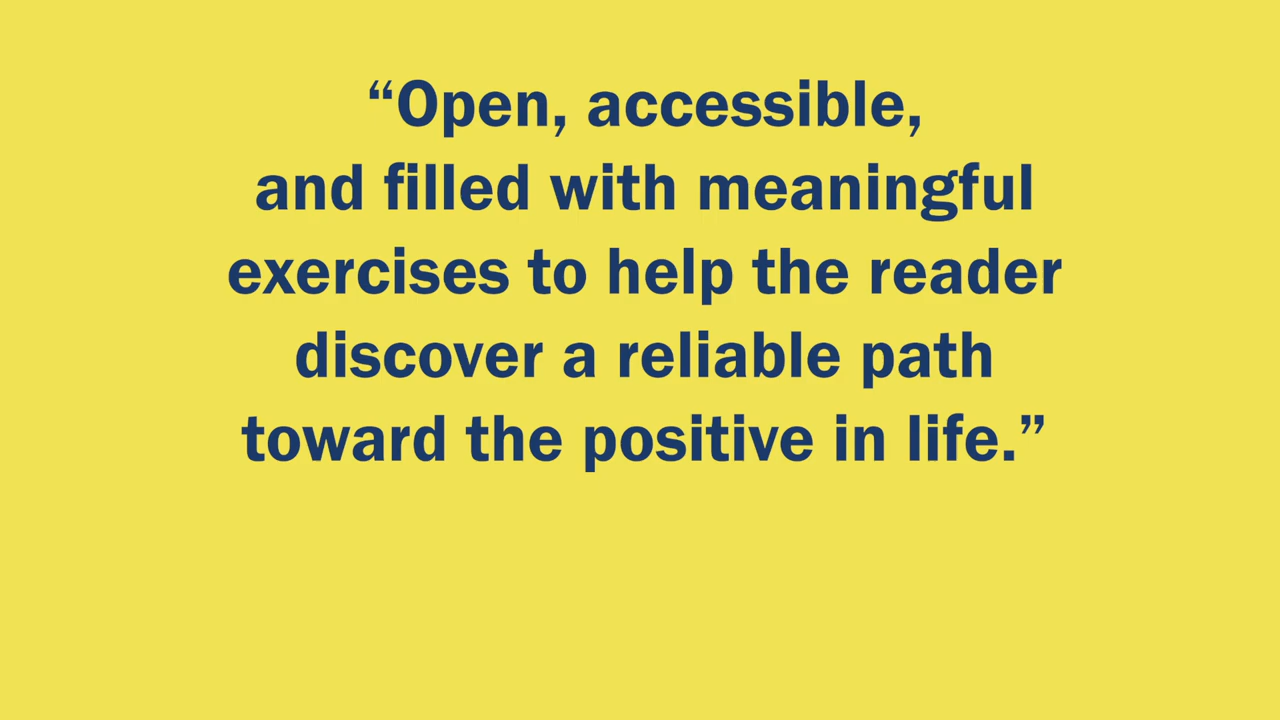 “Open, accessible,
and filled with meaningful
exercises to help the reader
discover a reliable path
toward the positive in life.”